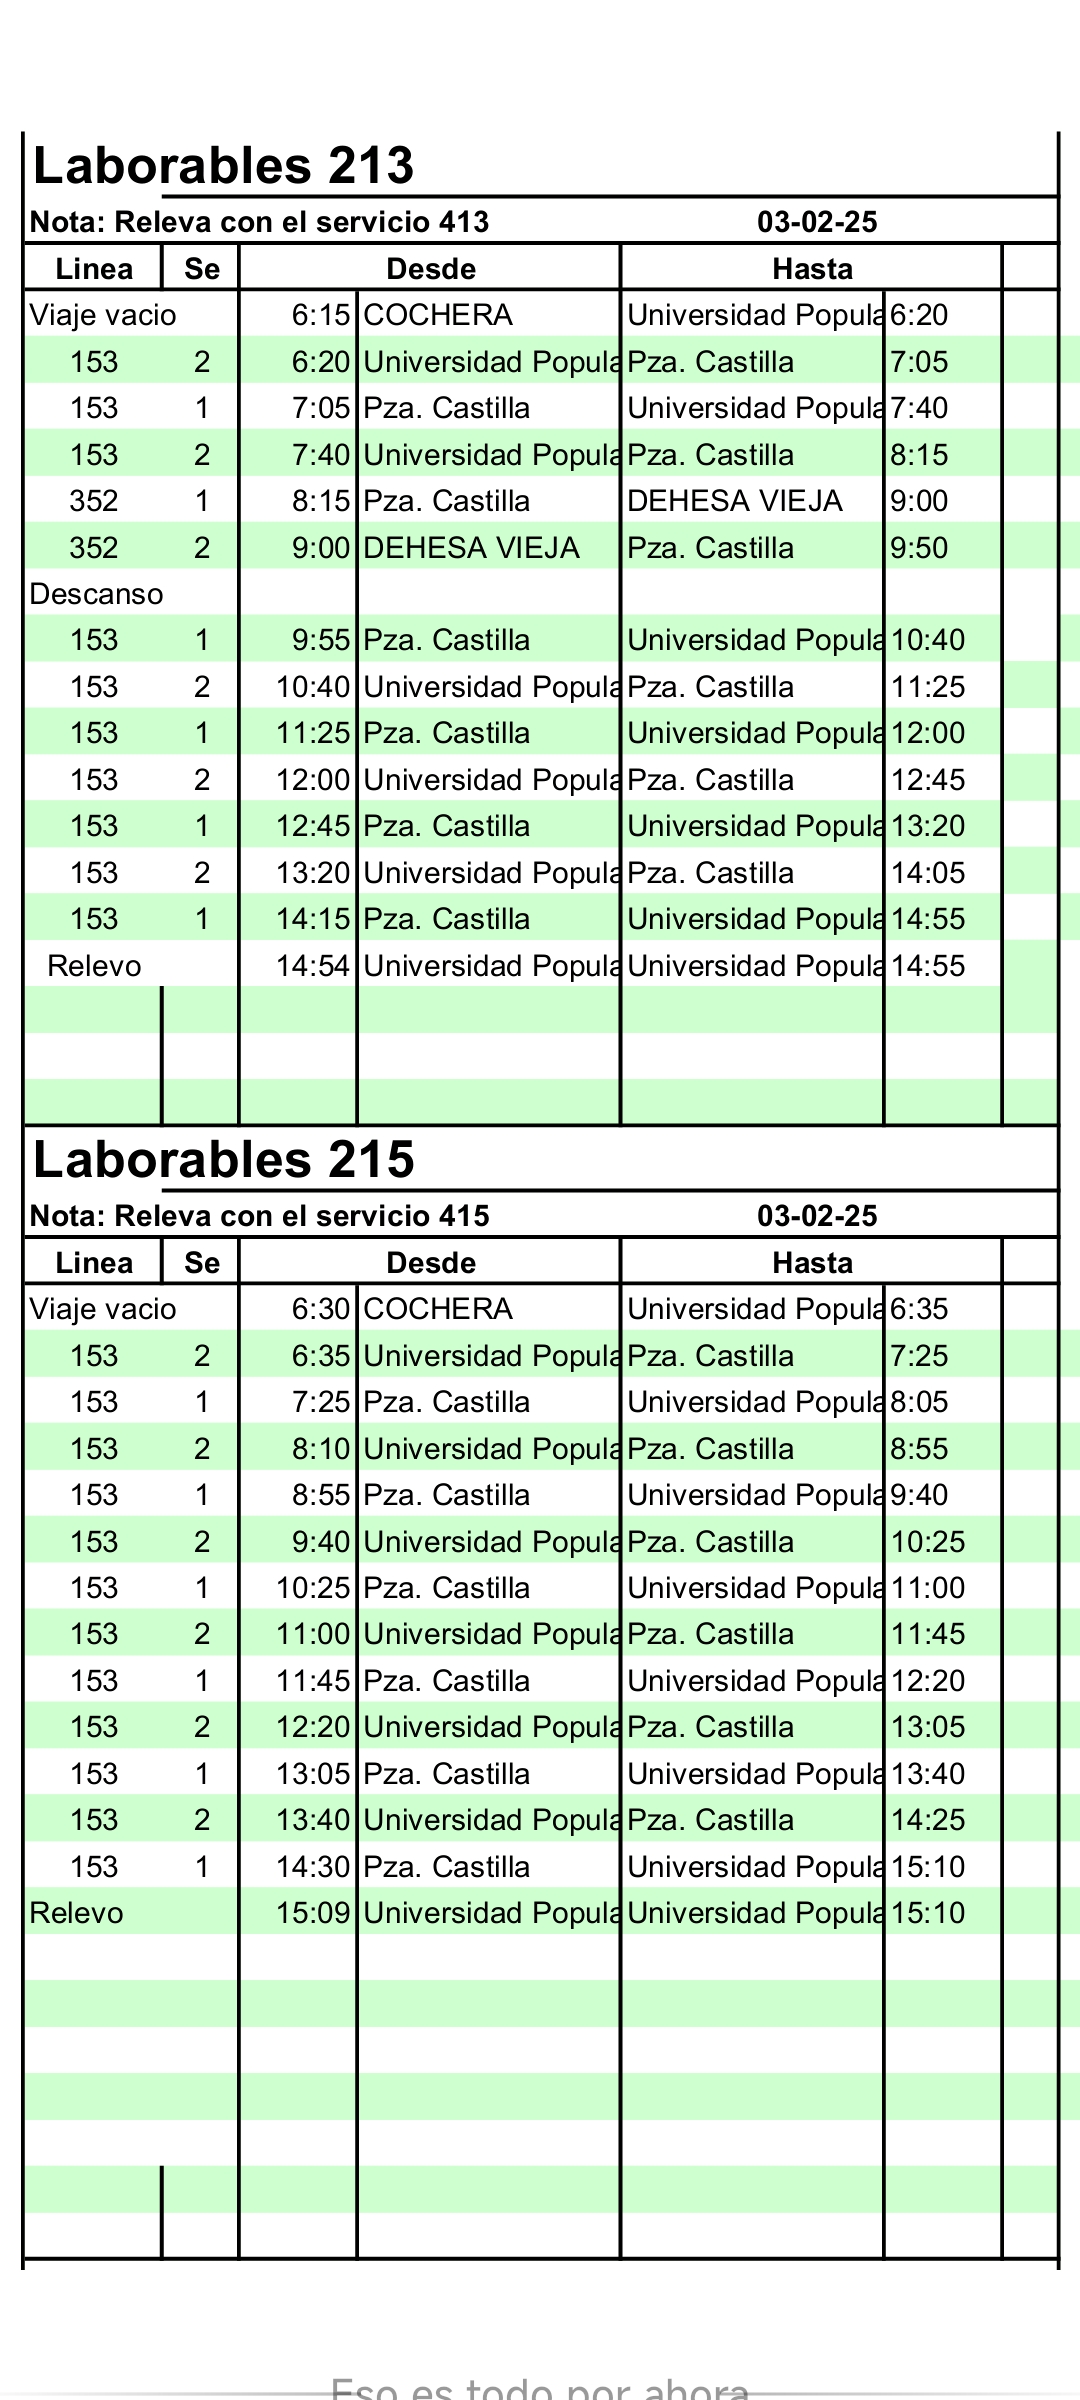 Laborables 213
Nota: Releva con el servicio 413 03-02-25
Linea Se Desde Hasta
Viaje vacio 6:15 COCHERA Universidad Popula 6:20
153 2 6:20 Universidad Popula Pza. Castilla 7:05
153 1 7:05 Pza. Castilla Universidad Popula 7:40
153 2 7:40 Universidad Popula Pza. Castilla 8:15
352 1 8:15 Pza. Castilla DEHESA VIEJA 9:00
352 2 9:00 DEHESA VIEJA Pza. Castilla 9:50
Descanso
153 1 9:55 Pza. Castilla Universidad Popula 10:40
153 2 10:40 Universidad Popula Pza. Castilla 11:25
153 1 11:25 Pza. Castilla Universidad Popula 12:00
153 2 12:00 Universidad Popula Pza. Castilla 12:45
153 1 12:45 Pza. Castilla Universidad Popula 13:20
153 2 13:20 Universidad Popula Pza. Castilla 14:05
153 1 14:15 Pza. Castilla Universidad Popula 14:55
Relevo 14:54 Universidad Popula Universidad Popula 14:55
Laborables 215
Nota: Releva con el servicio 415 03-02-25
Linea Se Desde Hasta
Viaje vacio 6:30 COCHERA Universidad Popula 6:35
153 2 6:35 Universidad Popula Pza. Castilla 7:25
153 1 7:25 Pza. Castilla Universidad Popula 8:05
153 2 8:10 Universidad Popula Pza. Castilla 8:55
153 1 8:55 Pza. Castilla Universidad Popula 9:40
153 2 9:40 Universidad Popula Pza. Castilla 10:25
153 1 10:25 Pza. Castilla Universidad Popula 11:00
153 2 11:00 Universidad Popula Pza. Castilla 11:45
153 1 11:45 Pza. Castilla Universidad Popula 12:20
153 2 12:20 Universidad Popula Pza. Castilla 13:05
153 1 13:05 Pza. Castilla Universidad Popula 13:40
153 2 13:40 Universidad Popula Pza. Castilla 14:25
153 1 14:30 Pza. Castilla Universidad Popula 15:10
Relevo 15:09 Universidad Popula Universidad Popula 15:10
Eso es todo por ahora